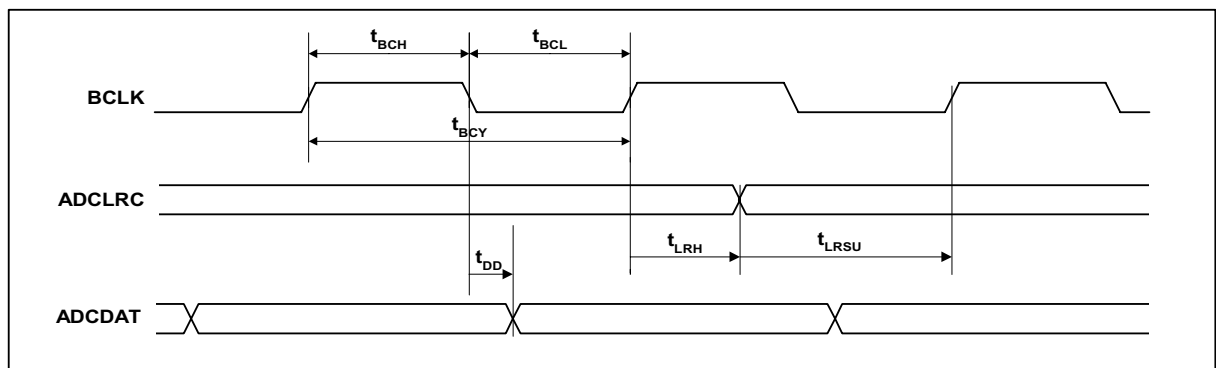 tBCH tBCL
BCLK
tBCY
ADCLRC
tLRH tLRSU
tDD
ADCDAT